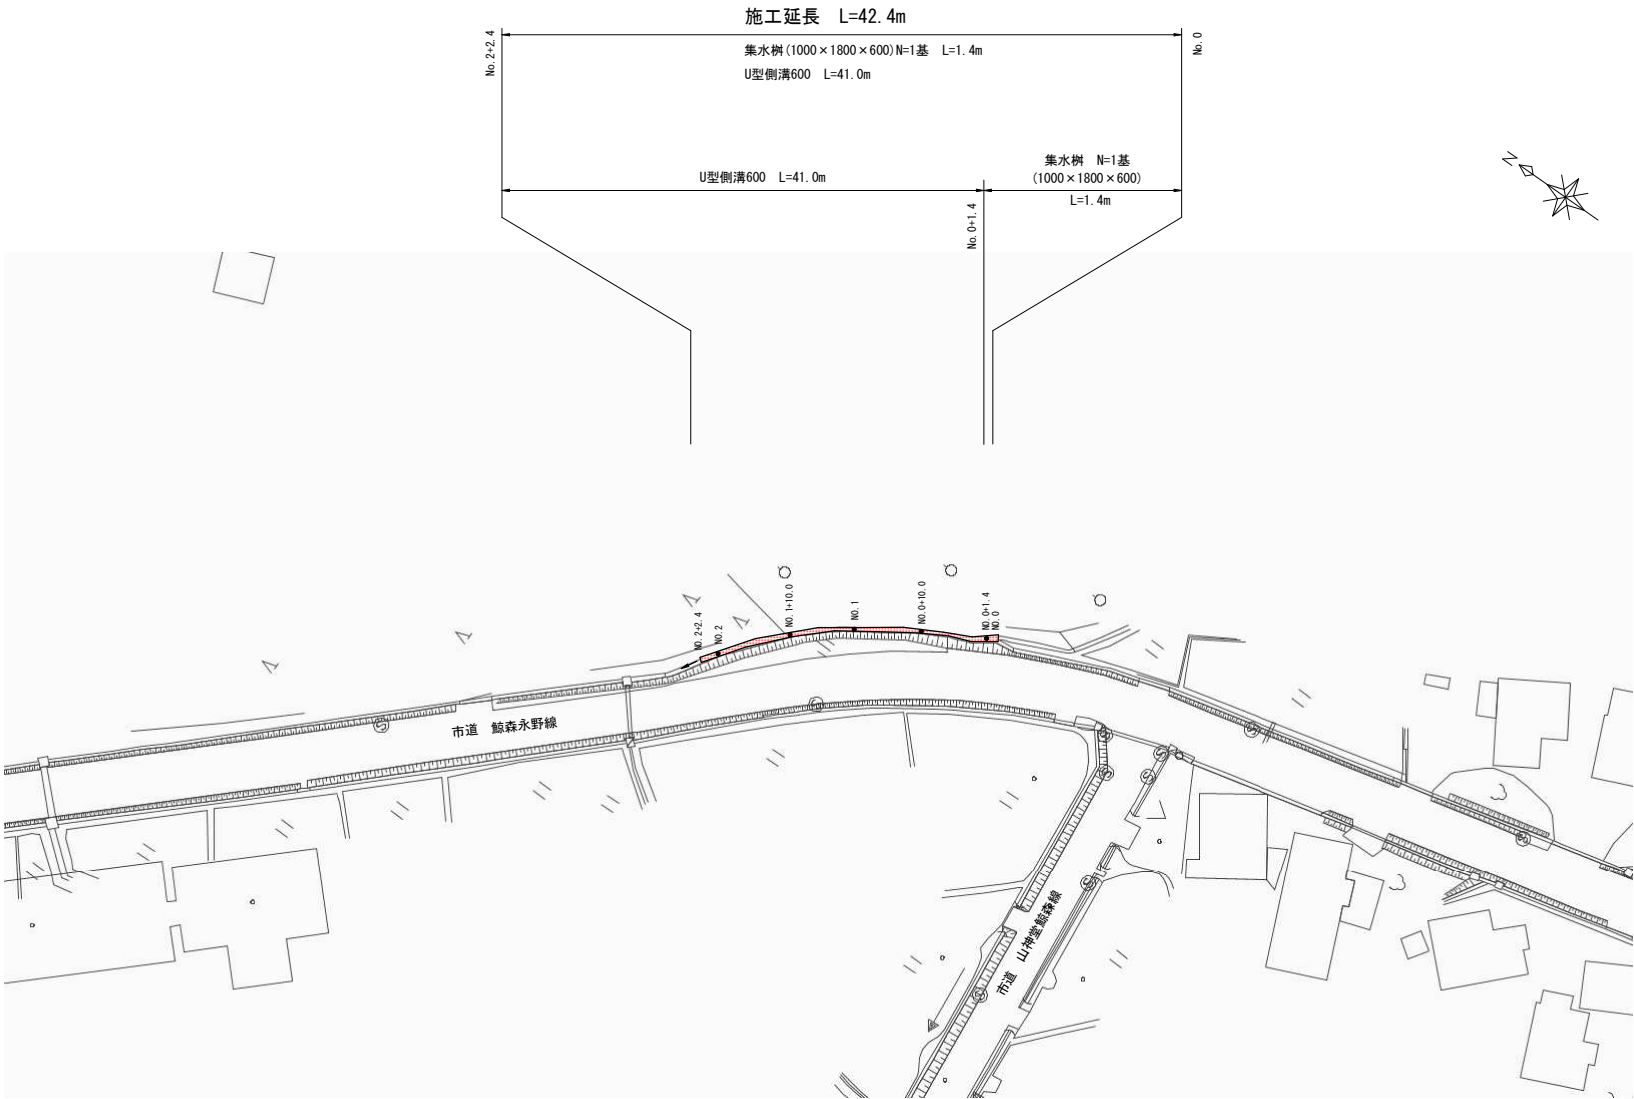 施工延長 L=42.4m
No.2+2.4
No.0
集水桝(1000×1800×600)N=1基 L=1.4m
U型側溝600 L=41.0m
U型側溝600 L=41.0m
集水桝 N=1基
(1000×1800×600)
L=1.4m
No.0+1.4
N
NO.2+2.4
NO.2
NO.1+10.0
NO.1
NO.0+10.0
NO.0+1.4
NO.0
市道 鯨森永野線
市道 山神堂鯨森線